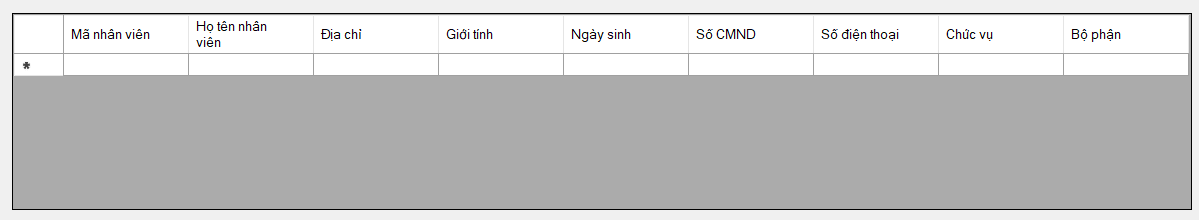 Mã nhân viên
Họ tên nhân
viên
Địa chỉ
Giới tính
Ngày sinh
Số CMND
Số điện thoại
Chức vụ
Bộ phận
*